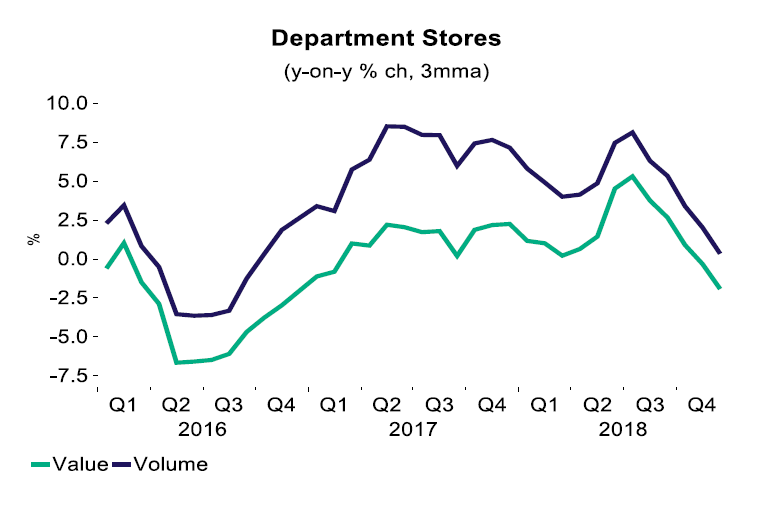 Department Stores
(y-on-y % ch, 3mma)
10.0
7.5
5.0
2.5
0.0
-2.5
-5.0
-7.5
%
Q1 Q2 Q3 Q4 Q1 Q2 Q3 Q4 Q1 Q2 Q3 Q4
2016 2017 2018
Value Volume